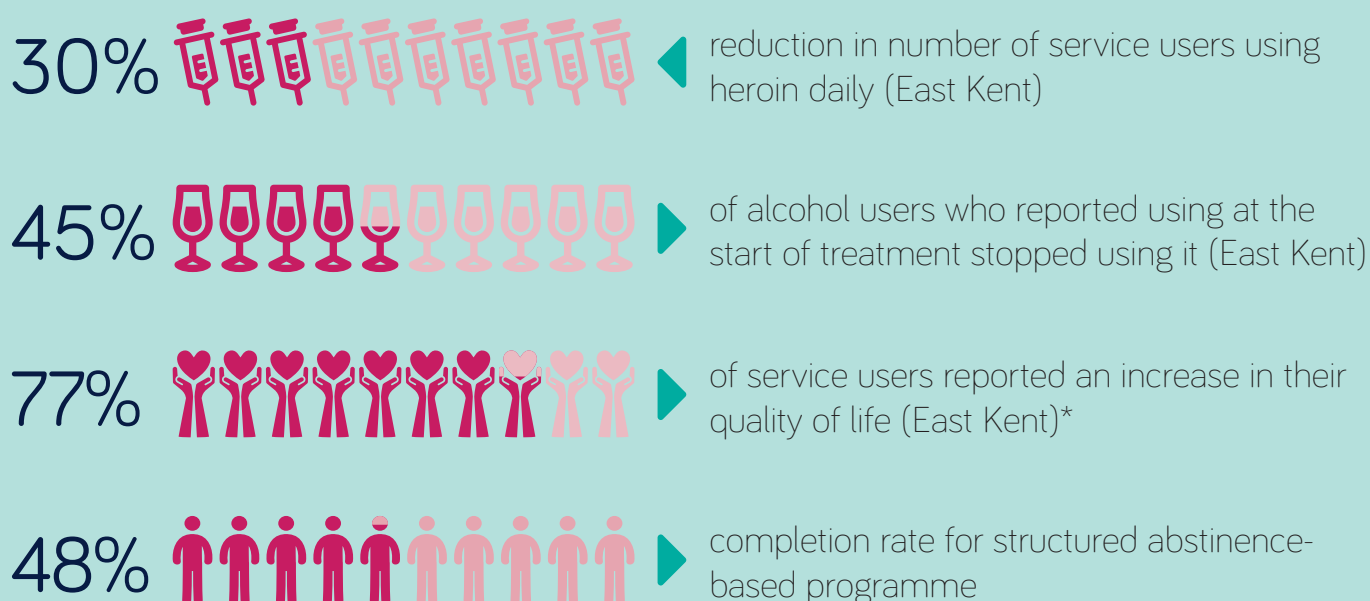 30%
reduction in number of service users using
heroin daily (East Kent)
45%
of alcohol users who reported using at the
start of treatment stopped using it (East Kent)
77%
of service users reported an increase in their
quality of life (East Kent)*
48%
completion rate for structured abstinence-
based programme